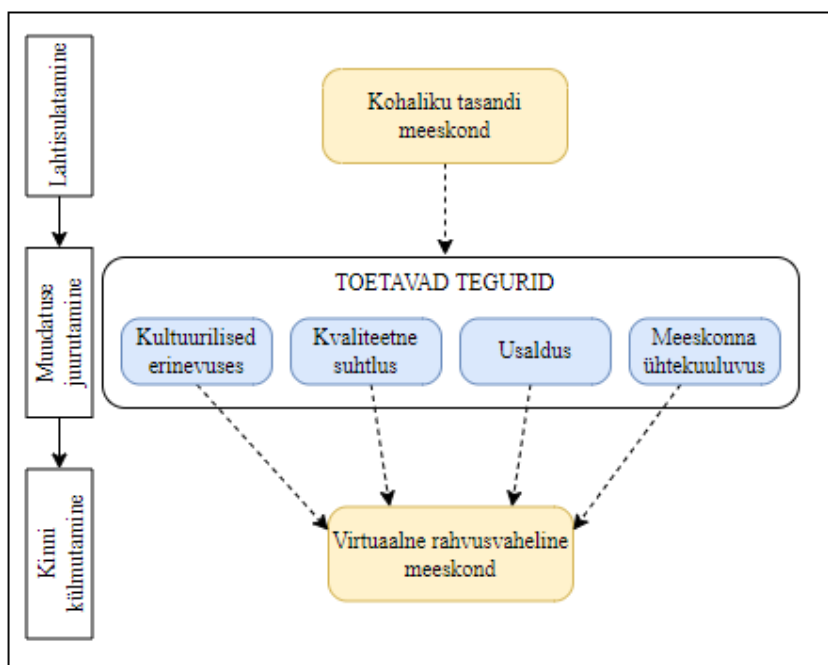 Lahtisulatamine
Kohaliku tasandi
meeskond
Muudatuse
juurutamine
TOETAVAD TEGURID
Kultuurilised
erinevuses
Kvaliteetne
suhtlus
Usaldus
Meeskonna
ühtekuuluvus
Kinni
külmutamine
Virtuaalne rahvusvaheline
meeskond